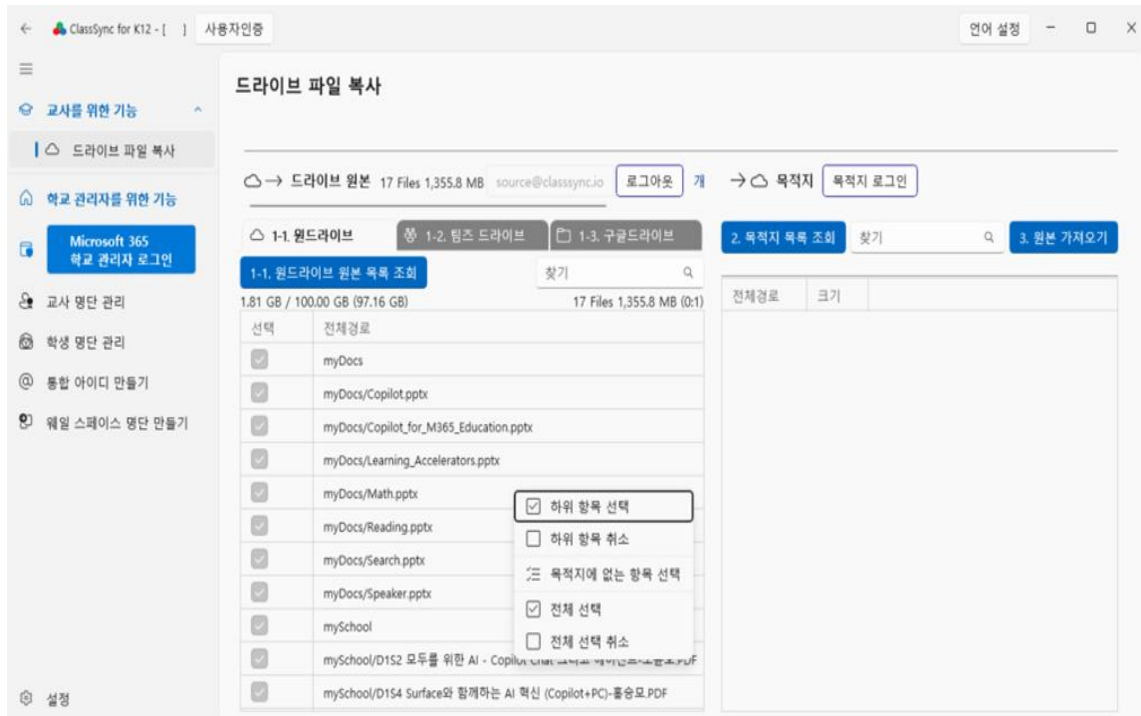 ClassSync for K12 - [ ] 사용자인증 언어 설정
교사를 위한 기능
드라이브 파일 복사
학교 관리자를 위한 기능
Microsoft 365
학교 관리자 로그인
교사 명단 관리
학생 명단 관리
통합 아이디 만들기
웨일 스페이스 명단 만들기
설정
드라이브 파일 복사
드라이브 원본 17 Files 1,355.8 MB source@classsync.io 로그아웃
1-1. 원드라이브 1-2. 팀즈 드라이브 1-3. 구글드라이브
1-1. 원드라이브 원본 목록 조회 찾기
1.81 GB / 100.00 GB (97.16 GB) 17 Files 1,355.8 MB (0:1)
선택 전체경로
myDocs
myDocs/Copilot.pptx
myDocs/Copilot_for_M365_Education.pptx
myDocs/Learning_Accelerators.pptx
myDocs/Math.pptx
myDocs/Reading.pptx
myDocs/Search.pptx
myDocs/Speaker.pptx
mySchool
mySchool/D1S2 모두를 위한 AI - Copilot
mySchool/D1S4 Surface와 함께하는 AI 혁신 (Copilot+PC)-홍승모.PDF
하위 항목 선택
하위 항목 취소
목적지에 없는 항목 선택
전체 선택
전체 선택 취소
목적지 목적지 로그인
2. 목적지 목록 조회 찾기 3. 원본 가져오기
전체경로 크기